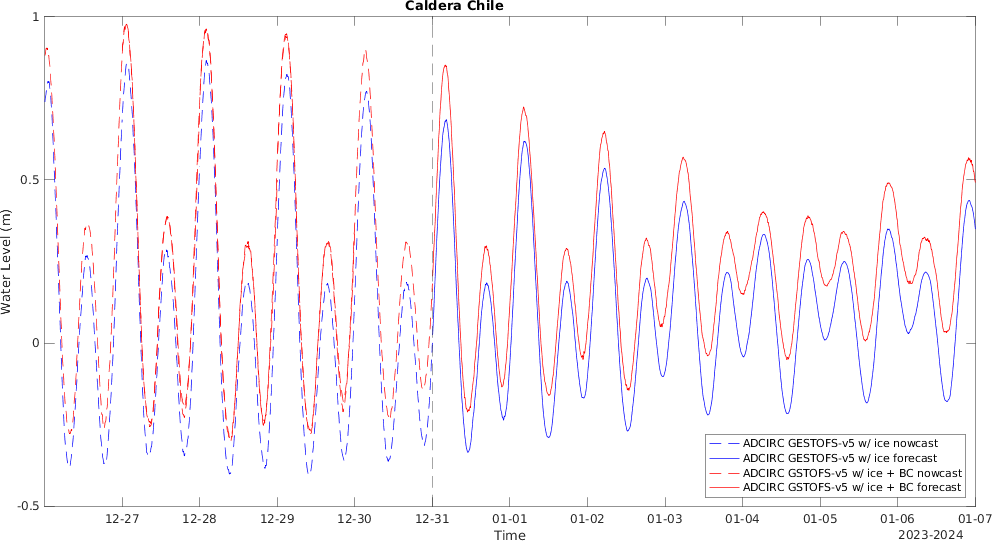 Caldera Chile
1
0.5
0
-0.5
Water Level (m)
ADCIRC GESTOFS-v5 w/ ice nowcast
ADCIRC GESTOFS-v5 w/ ice forecast
ADCIRC GSTOFS-v5 w/ ice + BC nowcast
ADCIRC GSTOFS-v5 w/ ice + BC forecast
12-27 12-28 12-29 12-30 12-31 01-01 01-02 01-03 01-04 01-05 01-06 01-07
Time
2023-2024